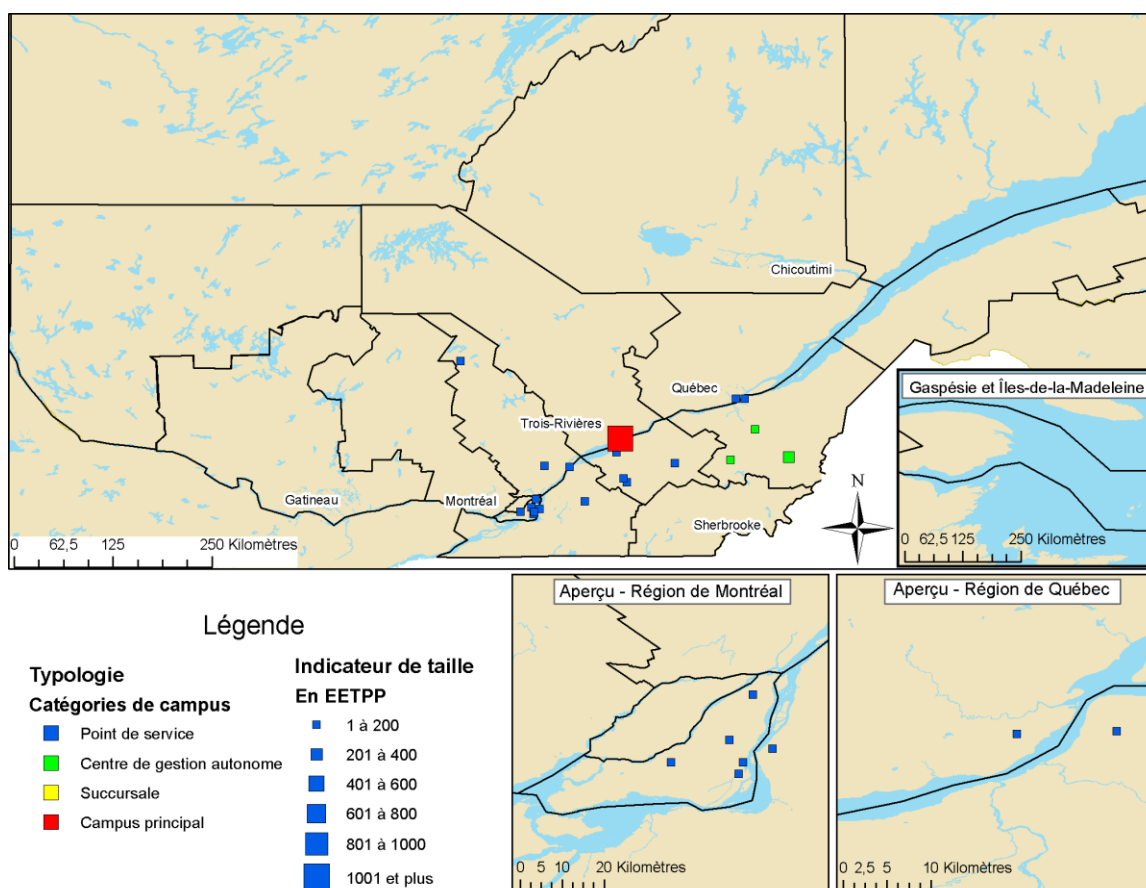 Chicoutimi
Québec
Gaspésie et Îles-de-la-Madeleine
Trois-Rivières
N
Gatineau
Montréal
Sherbrooke
0 62,5 125 250 Kilomètres
0 62,5 125 250 Kilomètres
Légende
Typologie
Catégories de campus
Point de service
Centre de gestion autonome
Succursale
Campus principal
Indicateur de taille
En EETPP
1 à 200
201 à 400
401 à 600
601 à 800
801 à 1000
1001 et plus
Aperçu - Région de Montréal
0 5 10 20 Kilomètres
Aperçu - Région de Québec
0 2,5 5 10 Kilomètres